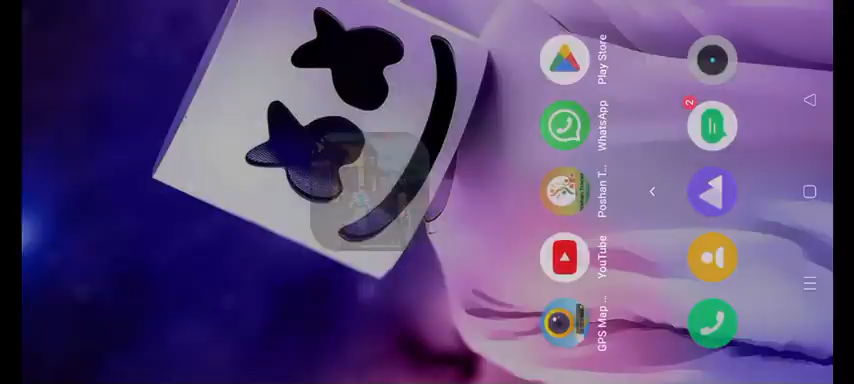 GPS Map ...
YouTube
Poshan T...
WhatsApp
Play Store
2